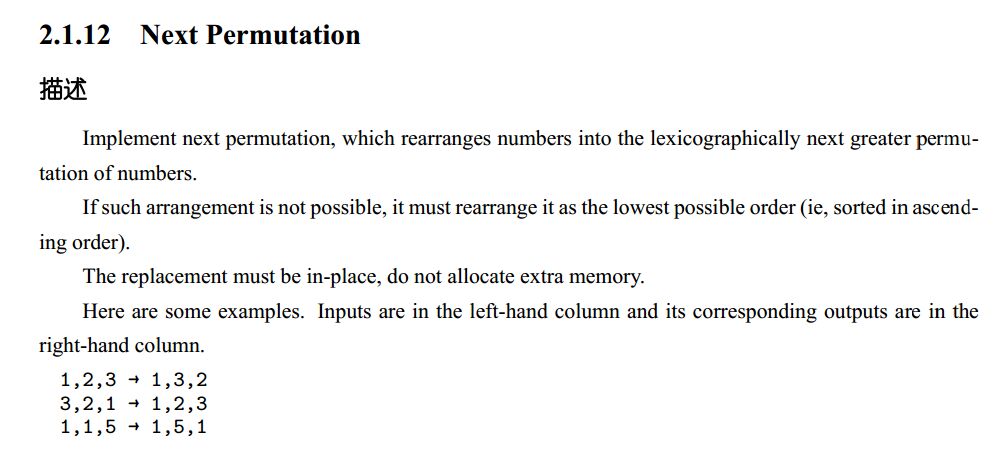 2.1.12 Next Permutation
描述
Implement next permutation, which rearranges numbers into the lexicographically next greater permu-
tation of numbers.
If such arrangement is not possible, it must rearrange it as the lowest possible order (ie, sorted in ascend-
ing order).
The replacement must be in-place, do not allocate extra memory.
Here are some examples. Inputs are in the left-hand column and its corresponding outputs are in the
right-hand column.
1,2,3 → 1,3,2
3,2,1 → 1,2,3
1,1,5 → 1,5,1